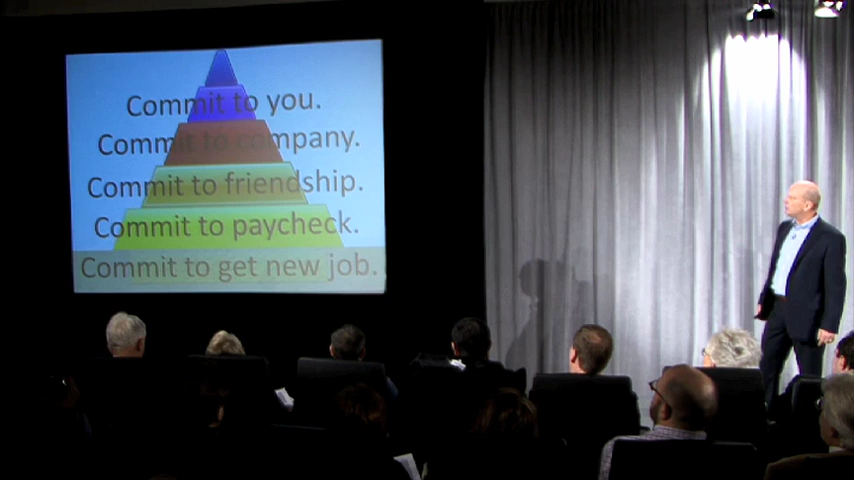 Commit to you.
Commit to company.
Commit to friendship.
Commit to paycheck.
Commit to get new job.